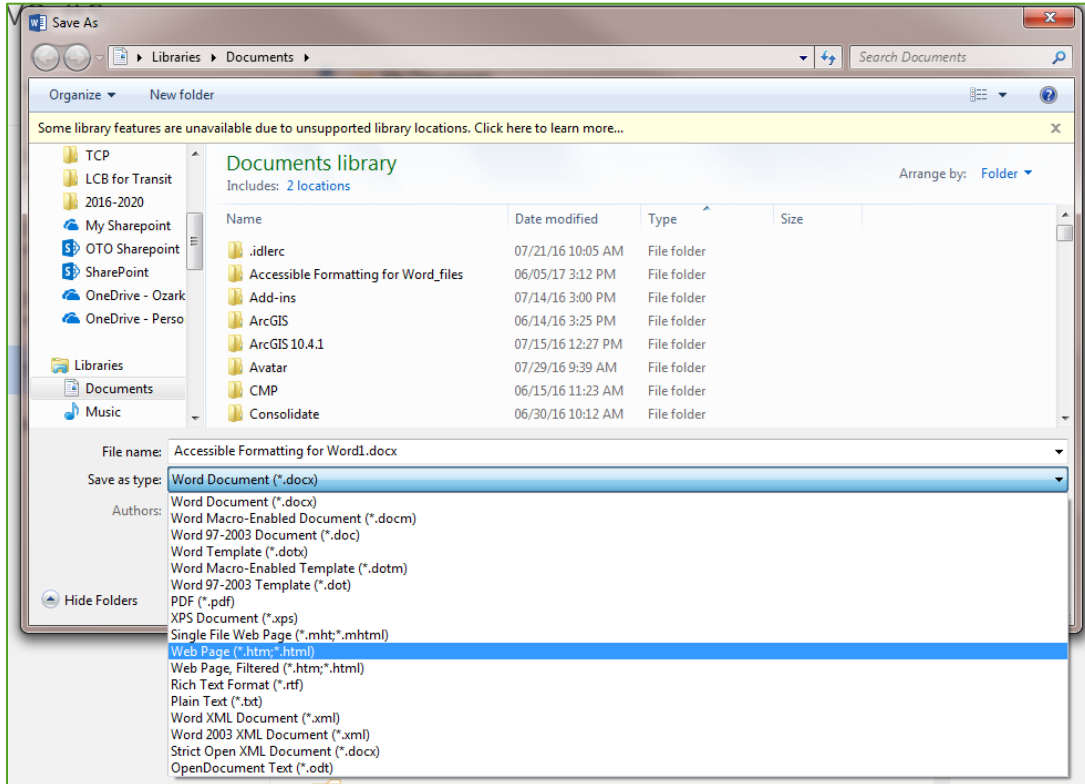 Save As
Libraries Documents
Search Documents
Organize New folder
Some library features are unavailable due to unsupported library locations. Click here to learn more...
TCP
LCB for Transit
2016-2020
My Sharepoint
OTO Sharepoint
SharePoint
OneDrive - Ozark
OneDrive - Perso
Libraries
Documents
Music
Documents library
Includes: 2 locations
Arrange by: Folder
Name Date modified Type Size
.idlerc 07/21/16 10:05 AM File folder
Accessible Formatting for Word_files 06/05/17 3:12 PM File folder
Add-ins 07/14/16 3:00 PM File folder
ArcGIS 06/14/16 3:25 PM File folder
ArcGIS 10.4.1 07/15/16 12:27 PM File folder
Avatar 07/29/16 9:39 AM File folder
CMP 06/15/16 11:23 AM File folder
Consolidate 06/30/16 10:12 AM File folder
File name: Accessible Formatting for Word1.docx
Save as type: Word Document (*.docx)
Authors:
Word Document (*.docx)
Word Macro-Enabled Document (*.docm)
Word 97-2003 Document (*.doc)
Word Template (*.dotx)
Word Macro-Enabled Template (*.dotm)
Word 97-2003 Template (*.dot)
PDF (*.pdf)
XPS Document (*.xps)
Single File Web Page (*.mht;*.mhtml)
Web Page (*.htm;*.html)
Web Page, Filtered (*.htm;*.html)
Rich Text Format (*.rtf)
Plain Text (*.txt)
Word XML Document (*.xml)
Word 2003 XML Document (*.xml)
Strict Open XML Document (*.docx)
OpenDocument Text (*.odt)
Hide Folders